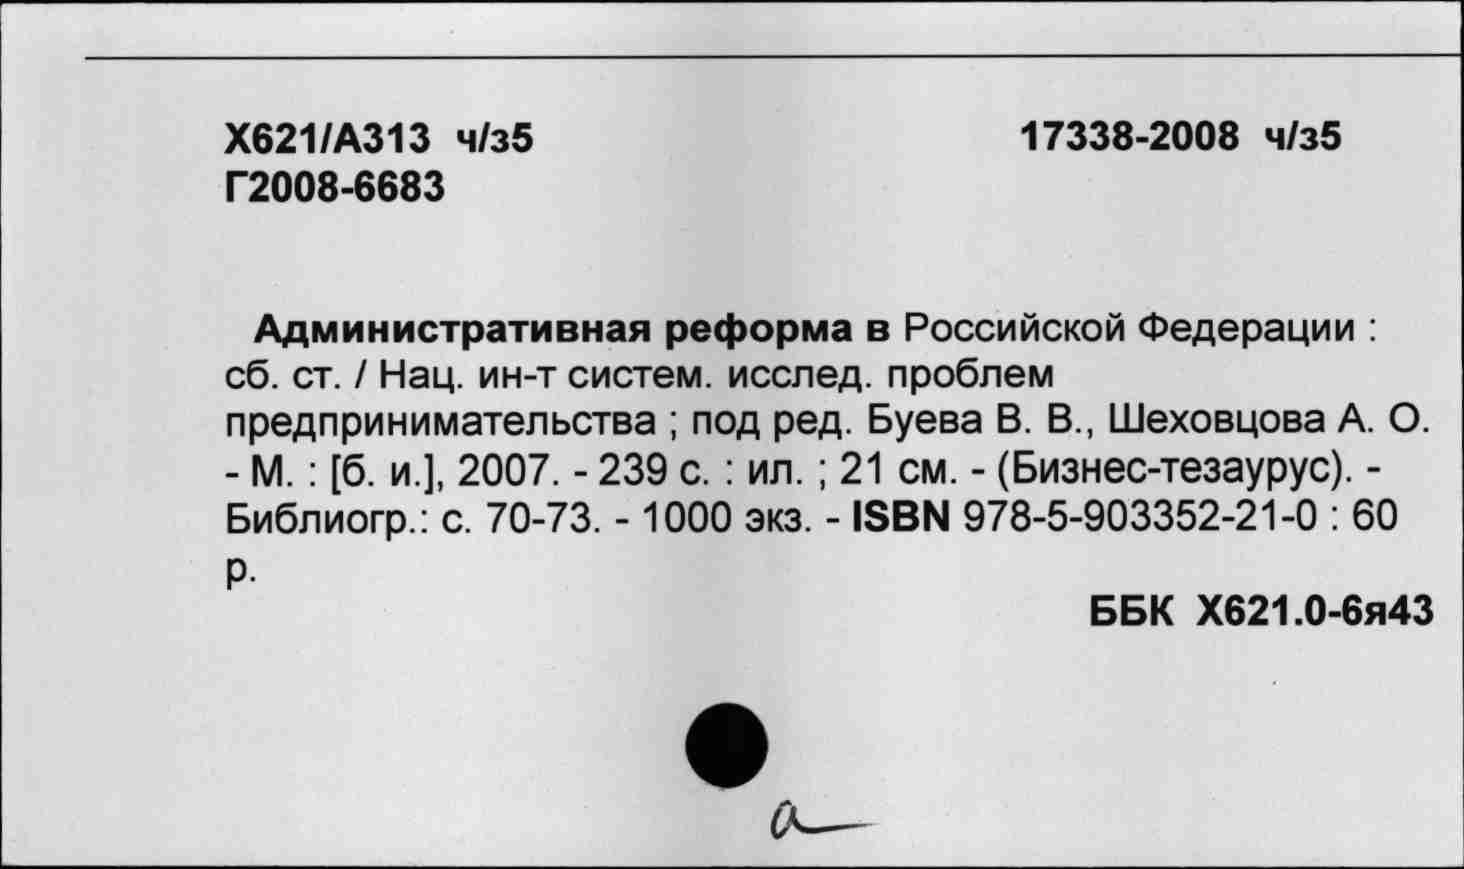 Х621/А313 ч/з5 17338-2008 ч/з5
Г2008-6683
Административная реформа в Российской Федерации :
сб. ст. / Нац. ин-т систем. исслед. проблем
предпринимательства ; под ред. Буева В. В., Шеховцова А. О.
- М. : [б. и.], 2007. - 239 с. : ил. ; 21 см. - (Бизнес-тезаурус). -
Библиогр.: с. 70-73. - 1000 экз. - ISBN 978-5-903352-21-0 : 60
р.
ББК Х621.0-6я43
а